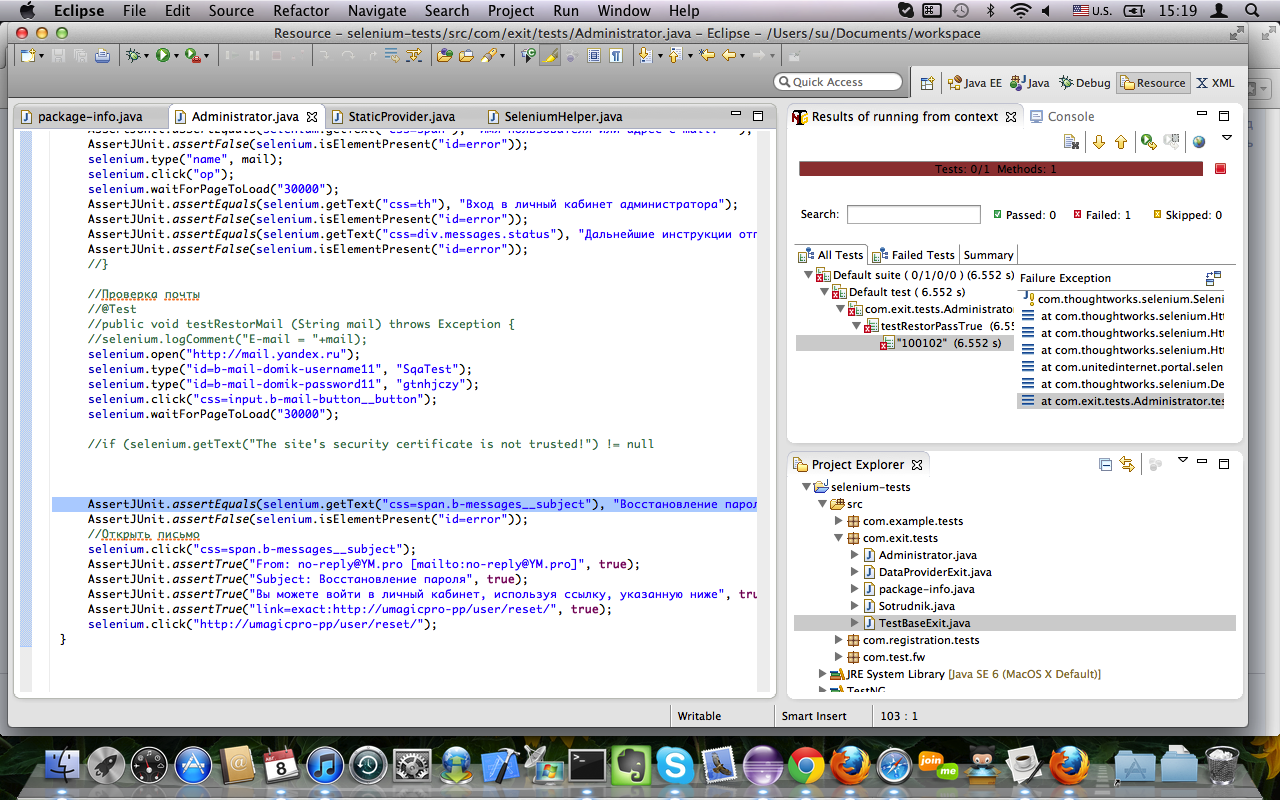 Eclipse File Edit Source Refactor Navigate Search Project Run Window Help U.S. 15:19
Resource – selenium-tests/src/com/exit/tests/Administrator.java – Eclipse – /Users/su/Documents/workspace
Quick Access
Java EE Java Debug Resource XML
package-info.java Administrator.java StaticProvider.java SeleniumHelper.java
AssertJUnit.assertFalse(selenium.isElementPresent("id=error"));
selenium.type("name", mail);
selenium.click("op");
selenium.waitForPageToLoad("30000");
AssertJUnit.assertEquals(selenium.getText("css=th"), "Вход в личный кабинет администратора");
AssertJUnit.assertFalse(selenium.isElementPresent("id=error"));
AssertJUnit.assertEquals(selenium.getText("css=div.messages.status"), "Дальнейшие инструкции отп
AssertJUnit.assertFalse(selenium.isElementPresent("id=error"));
//}
//Проверка почты
//@Test
//public void testRestorMail (String mail) throws Exception {
//selenium.logComment("E-mail = "+mail);
selenium.open("http://mail.yandex.ru");
selenium.type("id=b-mail-domik-username11", "SqaTest");
selenium.type("id=b-mail-domik-password11", "gtnhjczy");
selenium.click("css=input.b-mail-button__button");
selenium.waitForPageToLoad("30000");
//if (selenium.getText("The site's security certificate is not trusted!") != null
AssertJUnit.assertEquals(selenium.getText("css=span.b-messages__subject"), "Восстановление парол
AssertJUnit.assertFalse(selenium.isElementPresent("id=error"));
//Открыть письмо
selenium.click("css=span.b-messages__subject");
AssertJUnit.assertTrue("From: no-reply@YM.pro [mailto:no-reply@YM.pro]", true);
AssertJUnit.assertTrue("Subject: Восстановление пароля", true);
AssertJUnit.assertTrue("Вы можете войти в личный кабинет, используя ссылку, указанную ниже", tru
AssertJUnit.assertTrue("link=exact:http://umagicpro-pp/user/reset/", true);
selenium.click("http://umagicpro-pp/user/reset/");
}
Results of running from context Console
Tests: 0/1 Methods: 1
Search: Passed: 0 Failed: 1 Skipped: 0
All Tests Failed Tests Summary
Default suite ( 0/1/0/0 ) (6.552 s)
Default test ( 6.552 s)
com.exit.tests.Administrato
testRestorPassTrue (6.55
"100102" (6.552 s)
Failure Exception
com.thoughtworks.selenium.Seleni
at com.thoughtworks.selenium.Htt
at com.thoughtworks.selenium.Htt
at com.thoughtworks.selenium.Htt
at com.unitedinternet.portal.selen
at com.thoughtworks.selenium.De
at com.exit.tests.Administrator.tes
Project Explorer
selenium-tests
src
com.example.tests
com.exit.tests
Administrator.java
DataProviderExit.java
package-info.java
Sotrudnik.java
TestBaseExit.java
com.registration.tests
com.test.fw
JRE System Library [Java SE 6 (MacOS X Default)]
TestNG
Writable Smart Insert 103 : 1
8
join me